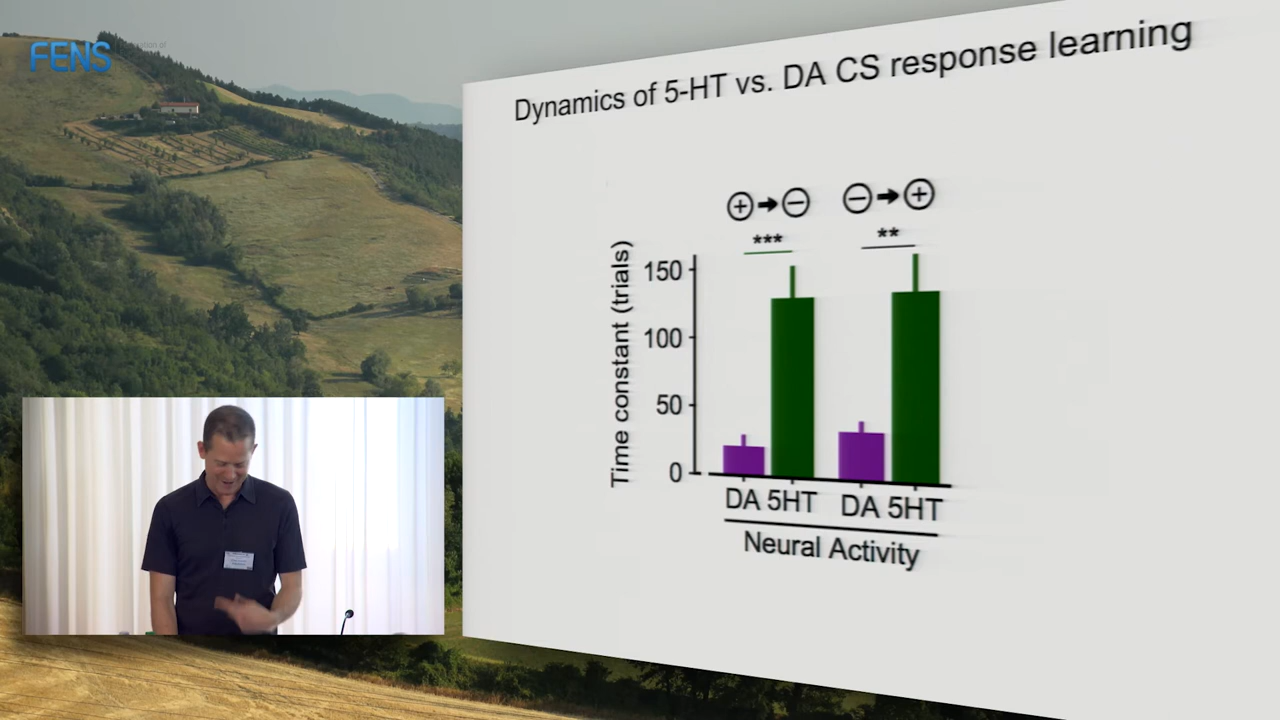 FENS
Dynamics of 5-HT vs. DA CS response learning
+ → − − → +
*** **
Time constant (trials)
150
100
50
0
DA 5HT DA 5HT
Neural Activity